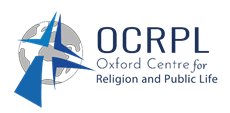 OCRPL
Oxford Centre for
Religion and Public Life